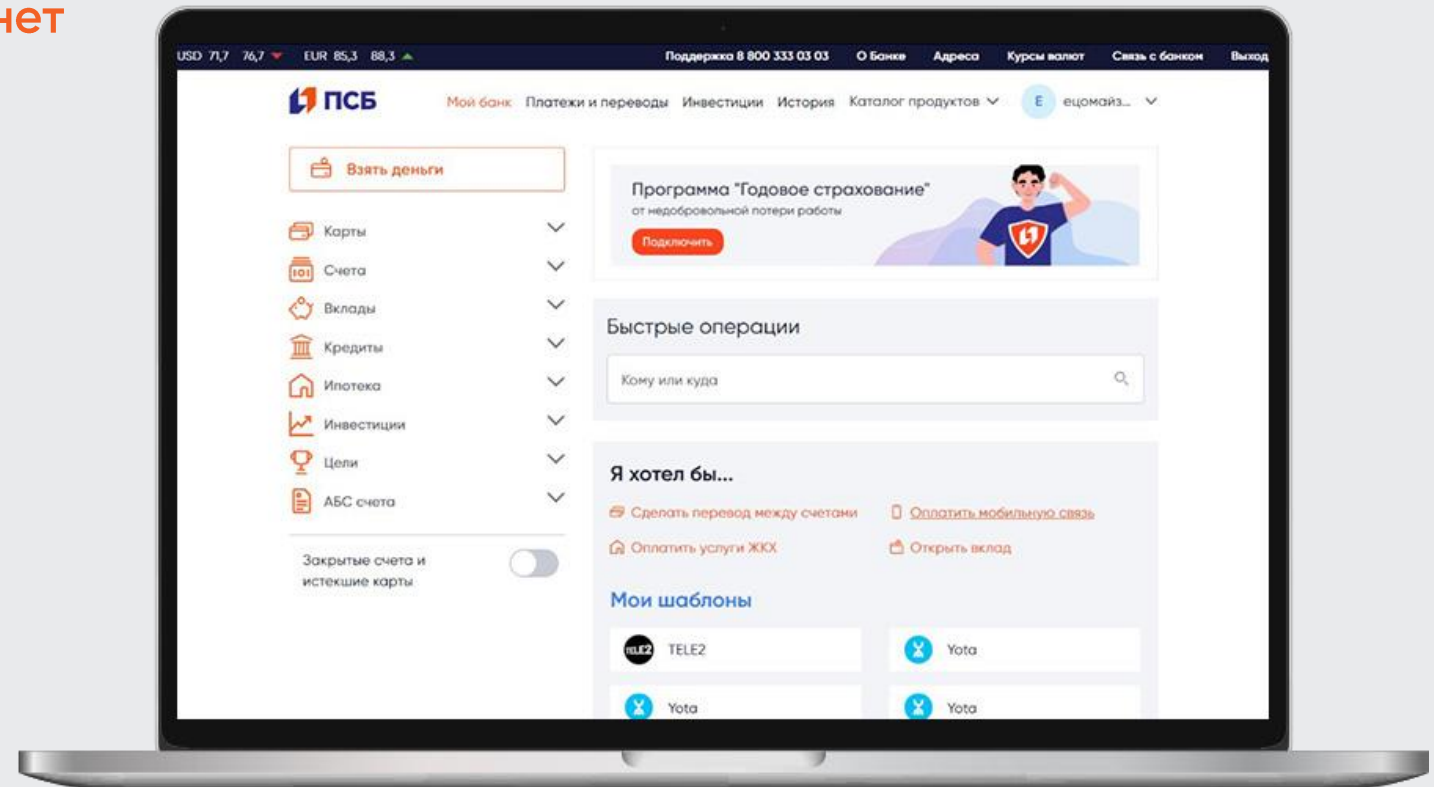 нет
USD 71,7 76,7 EUR 85,3 88,3 Поддержка 8 800 333 03 03 О Банке Адреса Курсы валют Связь с банком Выход
ПСБ Мой банк Платежи и переводы Инвестиции История Каталог продуктов Е ецомайз...
Взять деньги
Карты
Счета
Вклады
Кредиты
Ипотека
Инвестиции
Цели
АБС счета
Закрытые счета и
истекшие карты
Программа "Годовое страхование"
от недобровольной потери работы
Подключить
Быстрые операции
Кому или куда
Я хотел бы...
Сделать перевод между счетами Оплатить мобильную связь
Оплатить услуги ЖКХ Открыть вклад
Мои шаблоны
TELE2 TELE2 Yota
Yota Yota